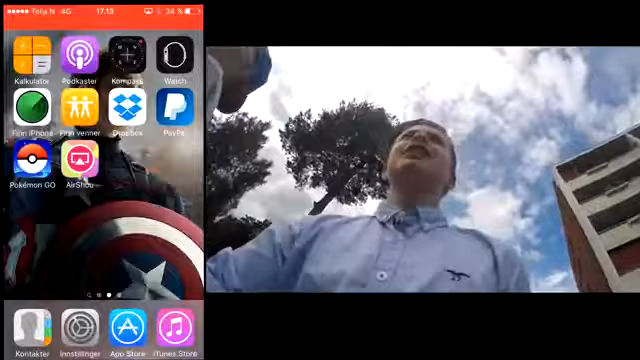 Telia N 4G 17.13 34 %
Kalkulator Podkaster Kompass Watch
Finn iPhone Finn venner Dropbox PayPal
Pokémon GO AirShou
Kontakter Innstillinger App Store iTunes Store